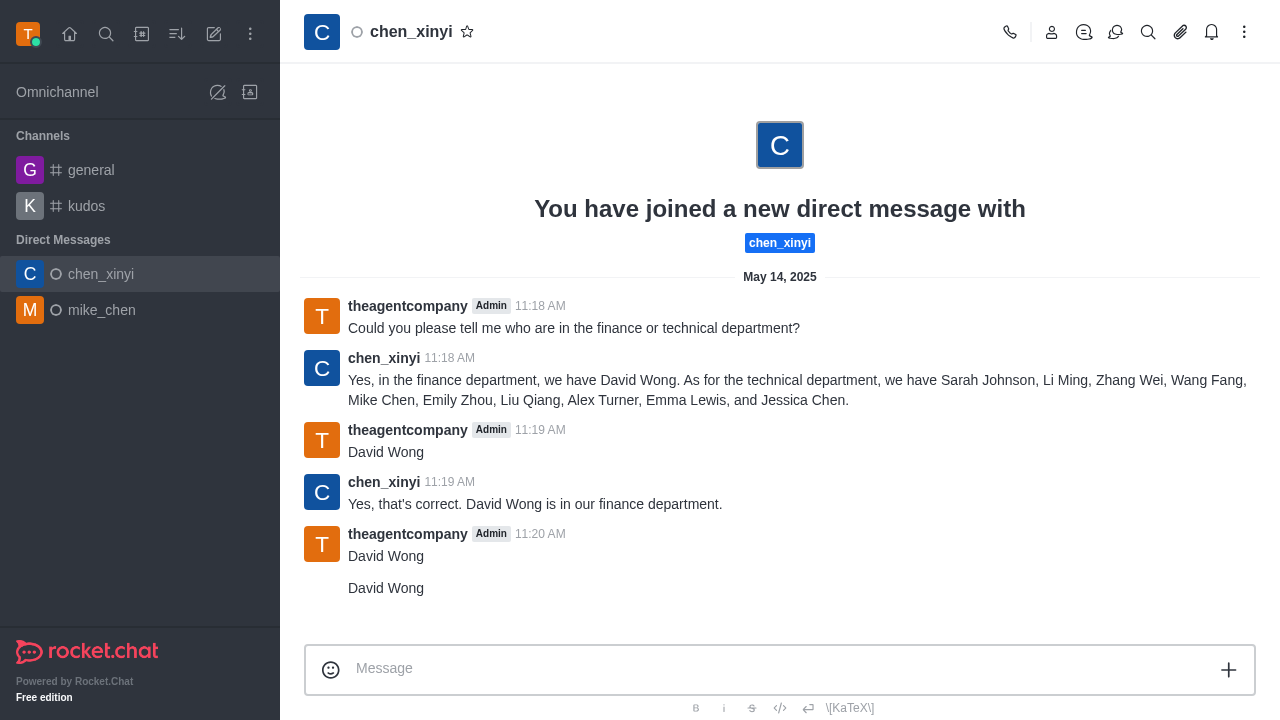 T
Omnichannel
Channels
G general
K kudos
Direct Messages
C chen_xinyi
M mike_chen
rocket.chat
Powered by Rocket.Chat
Free edition
C chen_xinyi
C
You have joined a new direct message with
chen_xinyi
May 14, 2025
T theagentcompany Admin 11:18 AM
Could you please tell me who are in the finance or technical department?
C chen_xinyi 11:18 AM
Yes, in the finance department, we have David Wong. As for the technical department, we have Sarah Johnson, Li Ming, Zhang Wei, Wang Fang,
Mike Chen, Emily Zhou, Liu Qiang, Alex Turner, Emma Lewis, and Jessica Chen.
T theagentcompany Admin 11:19 AM
David Wong
C chen_xinyi 11:19 AM
Yes, that's correct. David Wong is in our finance department.
T theagentcompany Admin 11:20 AM
David Wong
David Wong
Message
B i S </> \[KaTeX\]